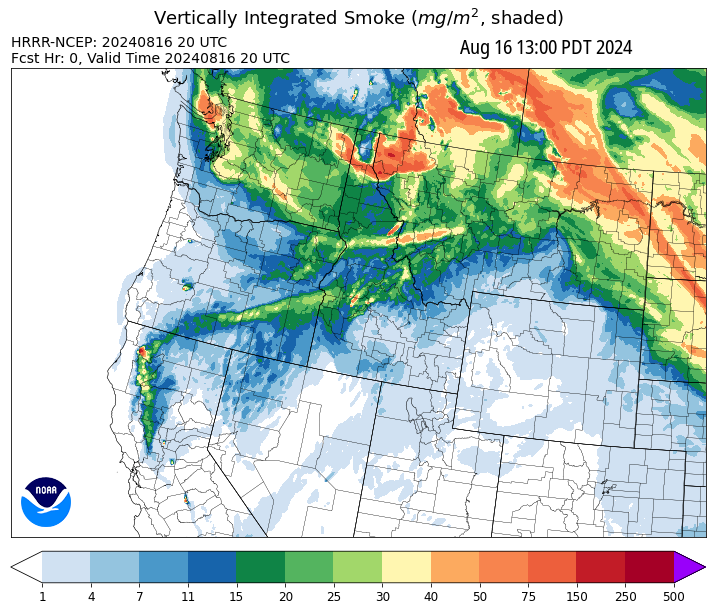 Vertically Integrated Smoke (mg/m², shaded)
HRRR-NCEP: 20240816 20 UTC
Aug 16 13:00 PDT 2024
Fcst Hr: 0, Valid Time 20240816 20 UTC
NOAA
1 4 7 11 15 20 25 30 40 50 75 150 250 500